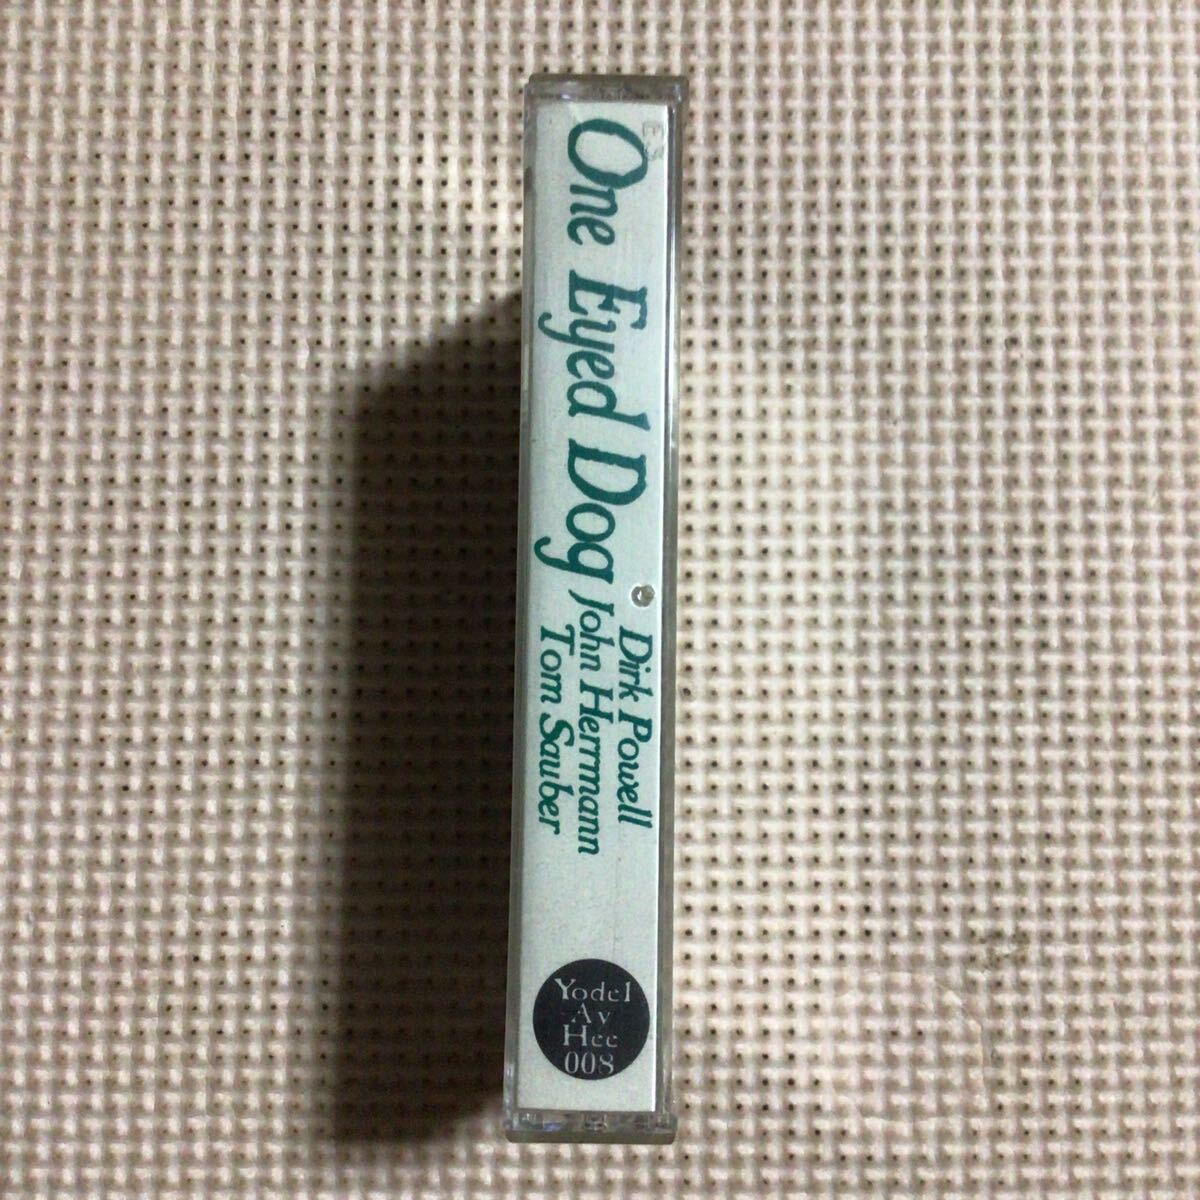 One Eyed Dog
Dirk Powell
John Herrmann
Tom Sauber
Yodel
Ay
Hee
008